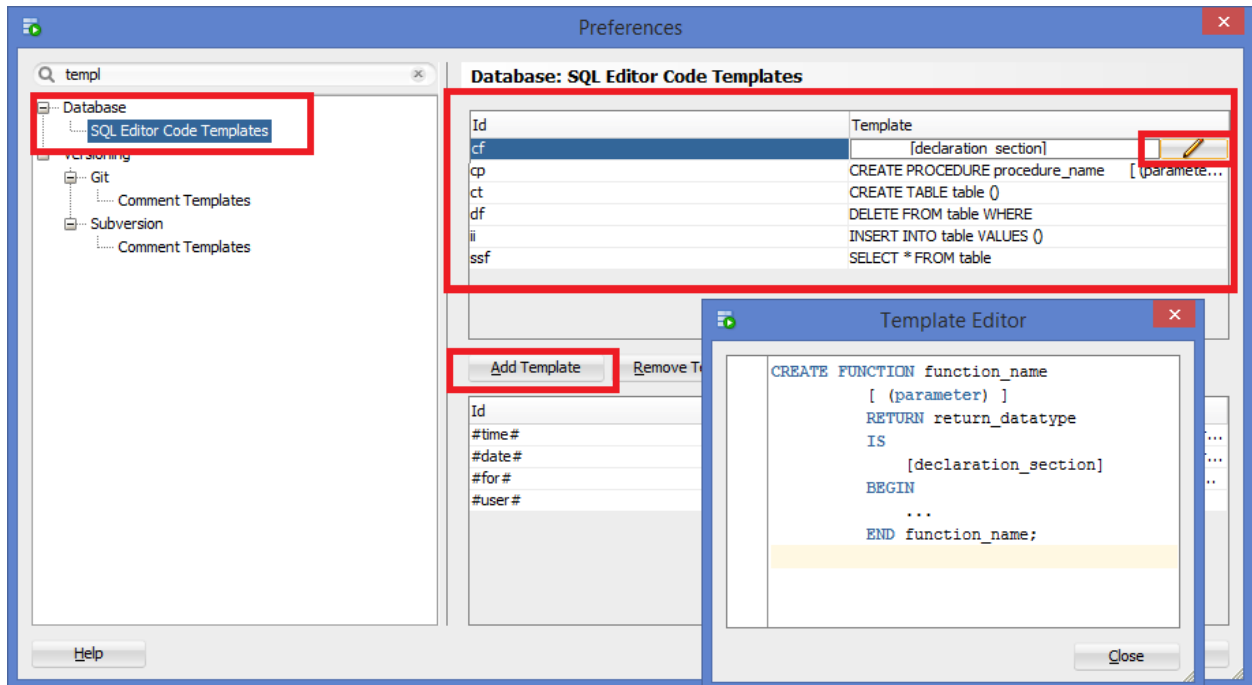 Preferences
templ
Database: SQL Editor Code Templates
Database
SQL Editor Code Templates
Versioning
Git
Comment Templates
Subversion
Comment Templates
Id Template
cf [declaration_section]
cp CREATE PROCEDURE procedure_name [ (paramete...
ct CREATE TABLE table ()
df DELETE FROM table WHERE
ii INSERT INTO table VALUES ()
ssf SELECT * FROM table
Add Template Remove
Id
#time#
#date#
#for#
#user#
Template Editor
CREATE FUNCTION function_name
[ (parameter) ]
RETURN return_datatype
IS
[declaration_section]
BEGIN
...
END function_name;
Close
Help